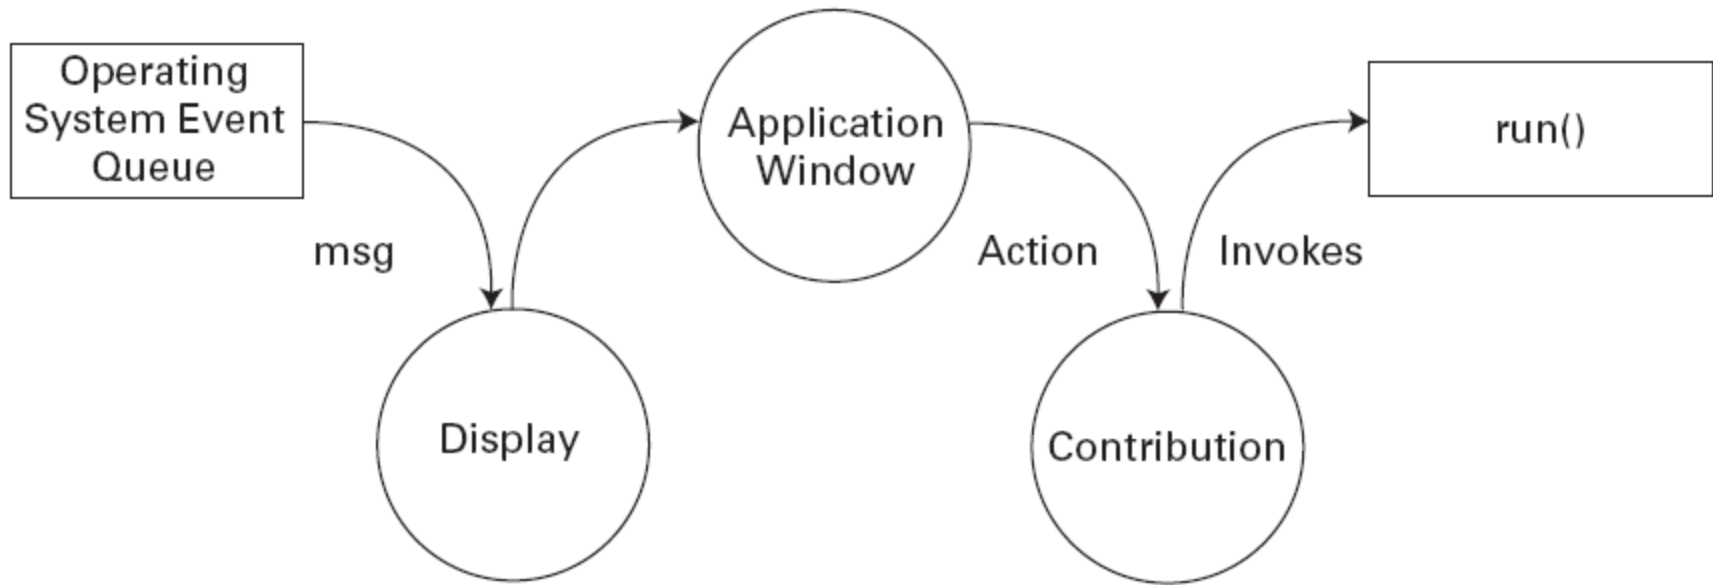 Operating
System Event
Queue
msg
Display
Application
Window
Action
Contribution
Invokes
run()